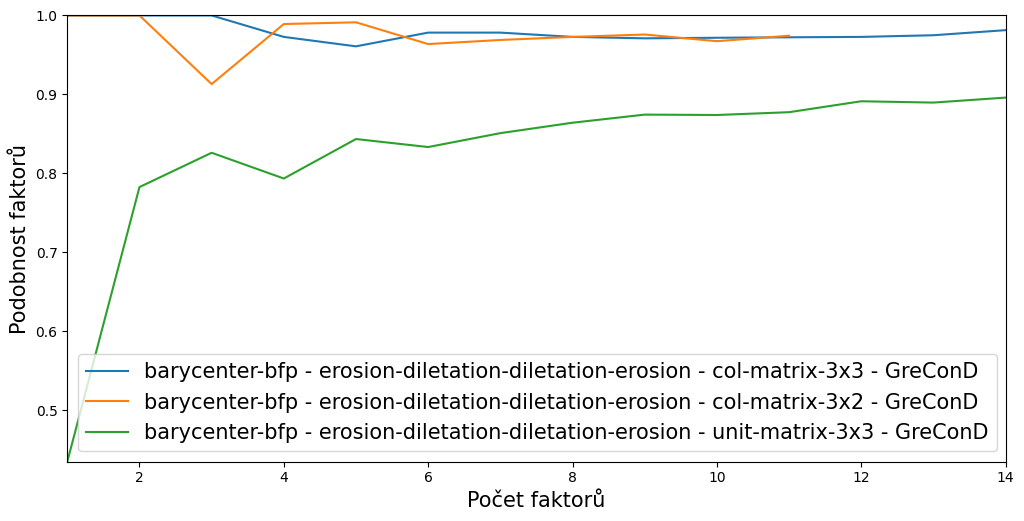 1.0
0.9
0.8
0.7
0.6
0.5
Podobnost faktorů
barycenter-bfp - erosion-diletation-diletation-erosion - col-matrix-3x3 - GreConD
barycenter-bfp - erosion-diletation-diletation-erosion - col-matrix-3x2 - GreConD
barycenter-bfp - erosion-diletation-diletation-erosion - unit-matrix-3x3 - GreConD
2 4 6 8 10 12 14
Počet faktorů